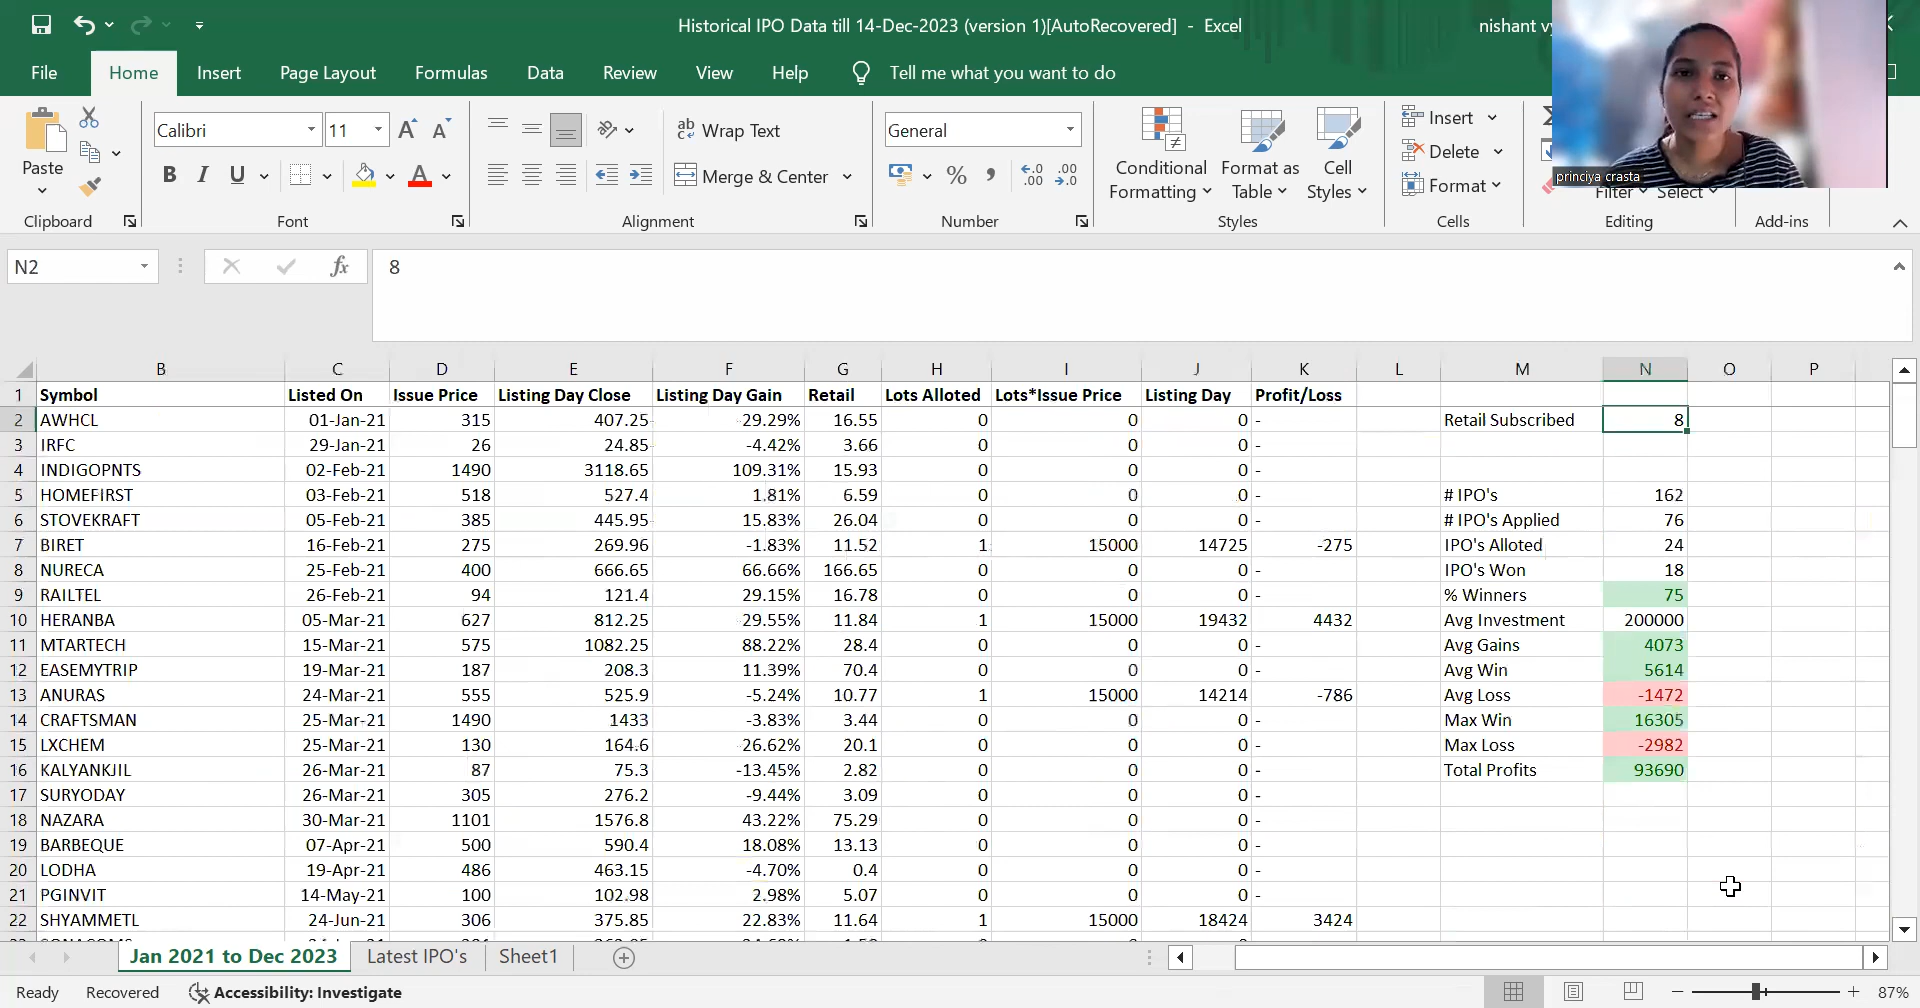 Historical IPO Data till 14-Dec-2023 (version 1)[AutoRecovered] - Excel
nishant vy
File Home Insert Page Layout Formulas Data Review View Help Tell me what you want to do
princiya crasta
Paste
Calibri 11
B I U
Wrap Text
Merge & Center
General
Conditional Formatting
Format as Table
Cell Styles
Insert
Delete
Format
Filter Select
Clipboard Font Alignment Number Styles Cells Editing Add-ins
N2 fx 8
B C D E F G H I J K L M N O P
1 Symbol Listed On Issue Price Listing Day Close Listing Day Gain Retail Lots Alloted Lots*Issue Price Listing Day Profit/Loss
2 AWHCL 01-Jan-21 315 407.25 29.29% 16.55 0 0 0 - Retail Subscribed 8
3 IRFC 29-Jan-21 26 24.85 -4.42% 3.66 0 0 0 -
4 INDIGOPNTS 02-Feb-21 1490 3118.65 109.31% 15.93 0 0 0 -
5 HOMEFIRST 03-Feb-21 518 527.4 1.81% 6.59 0 0 0 - # IPO's 162
6 STOVEKRAFT 05-Feb-21 385 445.95 15.83% 26.04 0 0 0 - # IPO's Applied 76
7 BIRET 16-Feb-21 275 269.96 -1.83% 11.52 1 15000 14725 -275 IPO's Alloted 24
8 NURECA 25-Feb-21 400 666.65 66.66% 166.65 0 0 0 - IPO's Won 18
9 RAILTEL 26-Feb-21 94 121.4 29.15% 16.78 0 0 0 - % Winners 75
10 HERANBA 05-Mar-21 627 812.25 29.55% 11.84 1 15000 19432 4432 Avg Investment 200000
11 MTARTECH 15-Mar-21 575 1082.25 88.22% 28.4 0 0 0 - Avg Gains 4073
12 EASEMYTRIP 19-Mar-21 187 208.3 11.39% 70.4 0 0 0 - Avg Win 5614
13 ANURAS 24-Mar-21 555 525.9 -5.24% 10.77 1 15000 14214 -786 Avg Loss -1472
14 CRAFTSMAN 25-Mar-21 1490 1433 -3.83% 3.44 0 0 0 - Max Win 16305
15 LXCHEM 25-Mar-21 130 164.6 26.62% 20.1 0 0 0 - Max Loss -2982
16 KALYANKJIL 26-Mar-21 87 75.3 -13.45% 2.82 0 0 0 - Total Profits 93690
17 SURYODAY 26-Mar-21 305 276.2 -9.44% 3.09 0 0 0 -
18 NAZARA 30-Mar-21 1101 1576.8 43.22% 75.29 0 0 0 -
19 BARBEQUE 07-Apr-21 500 590.4 18.08% 13.13 0 0 0 -
20 LODHA 19-Apr-21 486 463.15 -4.70% 0.4 0 0 0 -
21 PGINVIT 14-May-21 100 102.98 2.98% 5.07 0 0 0 -
22 SHYAMMETL 24-Jun-21 306 375.85 22.83% 11.64 1 15000 18424 3424
Jan 2021 to Dec 2023 Latest IPO's Sheet1
Ready Recovered Accessibility: Investigate 87%